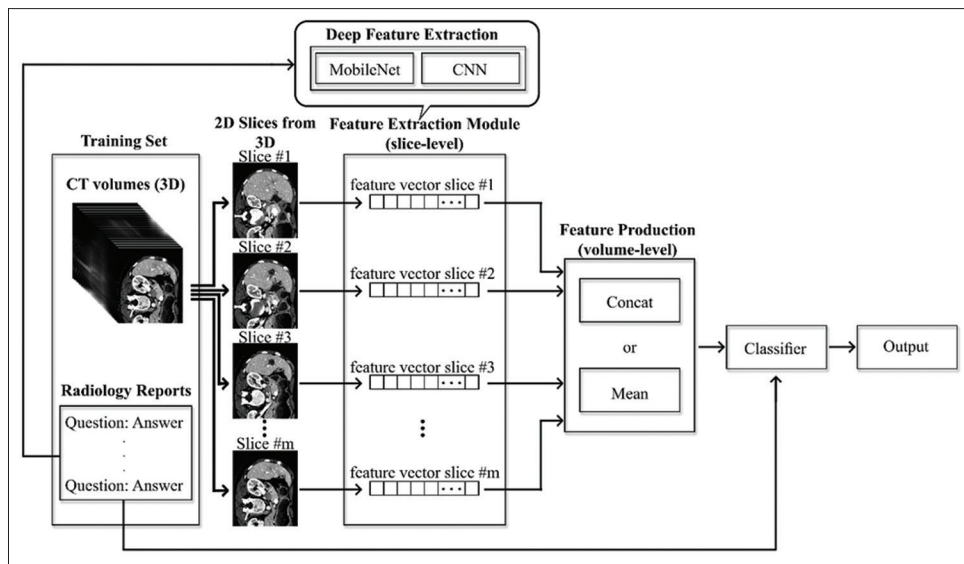 Deep Feature Extraction
MobileNet
CNN
Training Set
CT volumes (3D)
Radiology Reports
Question: Answer
.
.
.
Question: Answer
2D Slices from
3D
Slice #1
Slice #2
Slice #3
Slice #m
Feature Extraction Module
(slice-level)
feature vector slice #1
feature vector slice #2
feature vector slice #3
feature vector slice #m
Feature Production
(volume-level)
Concat
or
Mean
Classifier
Output